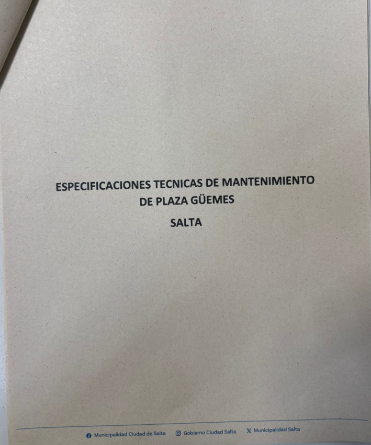 ESPECIFICACIONES TECNICAS DE MANTENIMIENTO
DE PLAZA GÜEMES
SALTA
Municipalidad Ciudad de Salta Gobierno Ciudad Salta Municipalidad Salta